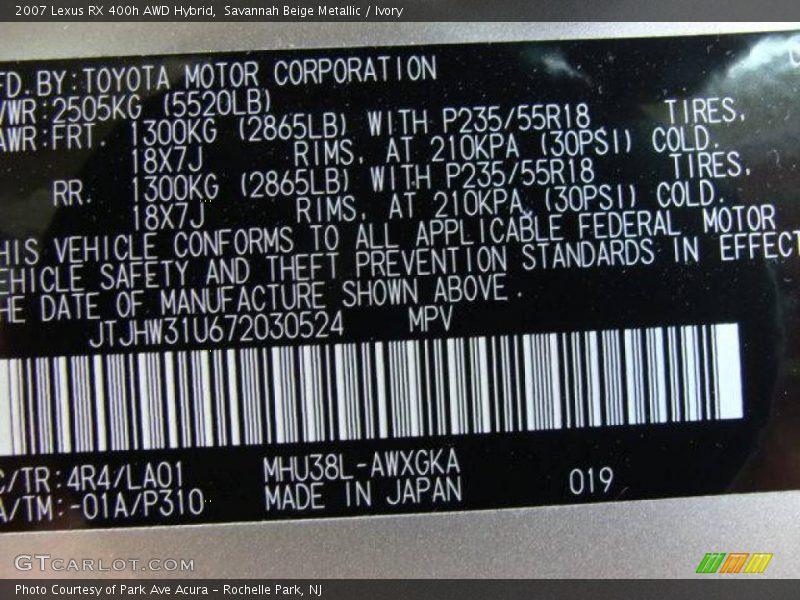 2007 Lexus RX 400h AWD Hybrid,  Savannah Beige Metallic / Ivory
FD.BY:TOYOTA MOTOR CORPORATION
VWR:2505KG (5520LB)
AWR:FRT. 1300KG (2865LB) WITH P235/55R18 TIRES,
18X7J RIMS, AT 210KPA (30PSI) COLD.
RR. 1300KG (2865LB) WITH P235/55R18 TIRES,
18X7J RIMS, AT 210KPA (30PSI) COLD.
HIS VEHICLE CONFORMS TO ALL APPLICABLE FEDERAL MOTOR
EHICLE SAFETY AND THEFT PREVENTION STANDARDS IN EFFECT
HE DATE OF MANUFACTURE SHOWN ABOVE.
JTJHW31U672030524 MPV
C/TR:4R4/LA01 MHU38L-AWXGKA
A/TM:-01A/P310 MADE IN JAPAN 019
GTCARLOT.COM
Photo Courtesy of Park Ave Acura – Rochelle Park, NJ